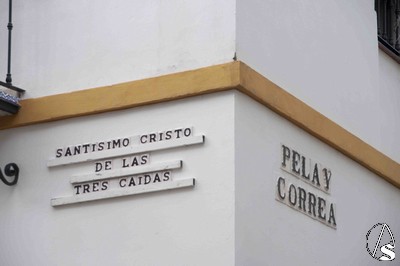 SANTISIMO CRISTO
DE LAS
TRES CAIDAS
PELAY
CORREA